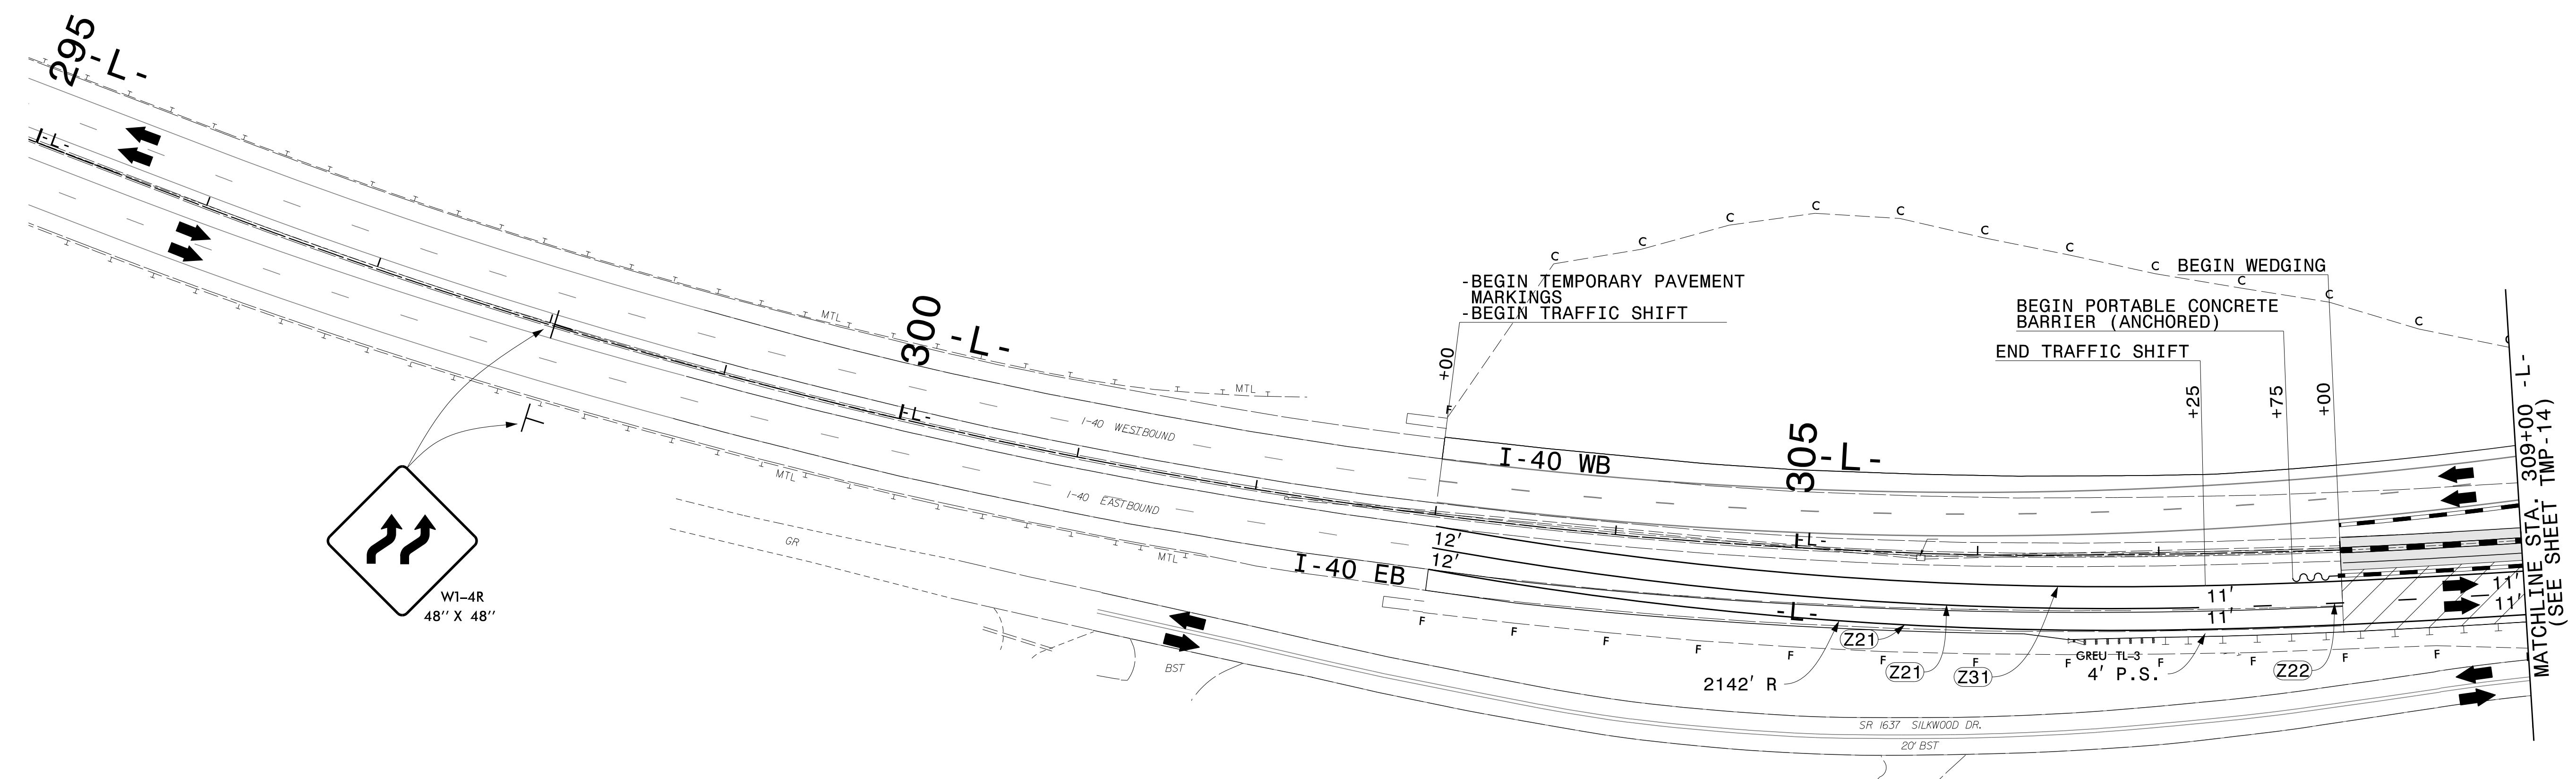 295
-L-
-L-
W1-4R
48" X 48"
MTL
300
-L-
MTL
-L-
I-40 WESTBOUND
MTL
I-40 EASTBOUND
GR
MTL
I-40 EB
BST
-BEGIN TEMPORARY PAVEMENT
MARKINGS
-BEGIN TRAFFIC SHIFT
+00
F
C C C C C C C C C C C C
I-40 WB
305
-L-
-L-
12'
12'
-L-
BEGIN WEDGING
BEGIN PORTABLE CONCRETE
BARRIER (ANCHORED)
END TRAFFIC SHIFT
+25
+75
+00
11'
11'
11'
11'
F F F F F F F F F F F F
Z21
Z21
Z31
Z22
2142' R
GREU TL-3
4' P.S.
SR 1637 SILKWOOD DR.
20' BST
MATCHLINE STA. 309+00 -L-
(SEE SHEET TMP-14)